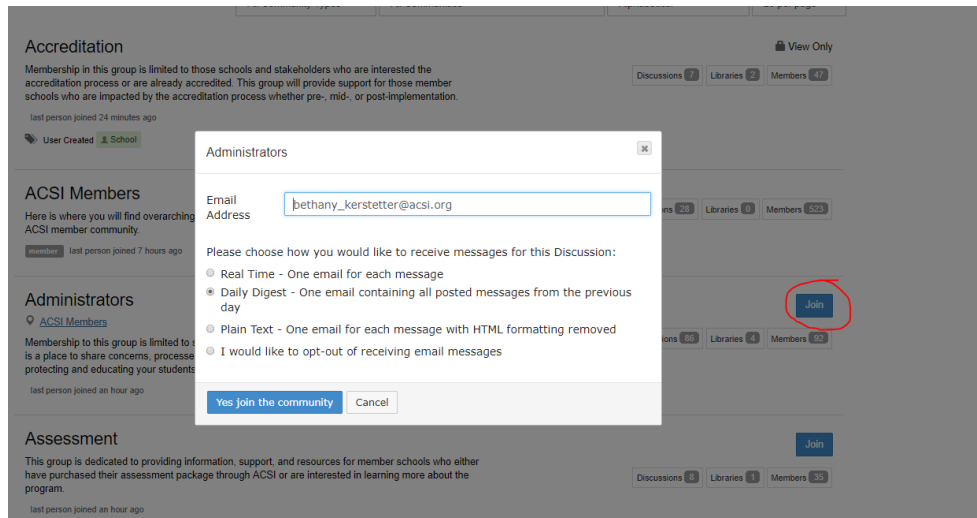 Accreditation
View Only
Membership in this group is limited to those schools and stakeholders who are interested the
accreditation process or are already accredited. This group will provide support for those member
schools who are impacted by the accreditation process whether pre-, mid-, or post-implementation.
Discussions 7 Libraries 2 Members 47
last person joined 24 minutes ago
User Created School
Administrators
ACSI Members
Here is where you will find overarching
ACSI member community.
28 Libraries 0 Members 523
member last person joined 7 hours ago
Email
Address
bethany_kerstetter@acsi.org
Please choose how you would like to receive messages for this Discussion:
Real Time - One email for each message
Daily Digest - One email containing all posted messages from the previous
day
Plain Text - One email for each message with HTML formatting removed
I would like to opt-out of receiving email messages
Yes join the community Cancel
Administrators
Join
ACSI Members
Membership to this group is limited to
is a place to share concerns, processe
protecting and educating your students
86 Libraries 4 Members 92
last person joined an hour ago
Assessment
Join
This group is dedicated to providing information, support, and resources for member schools who either
have purchased their assessment package through ACSI or are interested in learning more about the
program.
Discussions 8 Libraries 1 Members 35
last person joined an hour ago